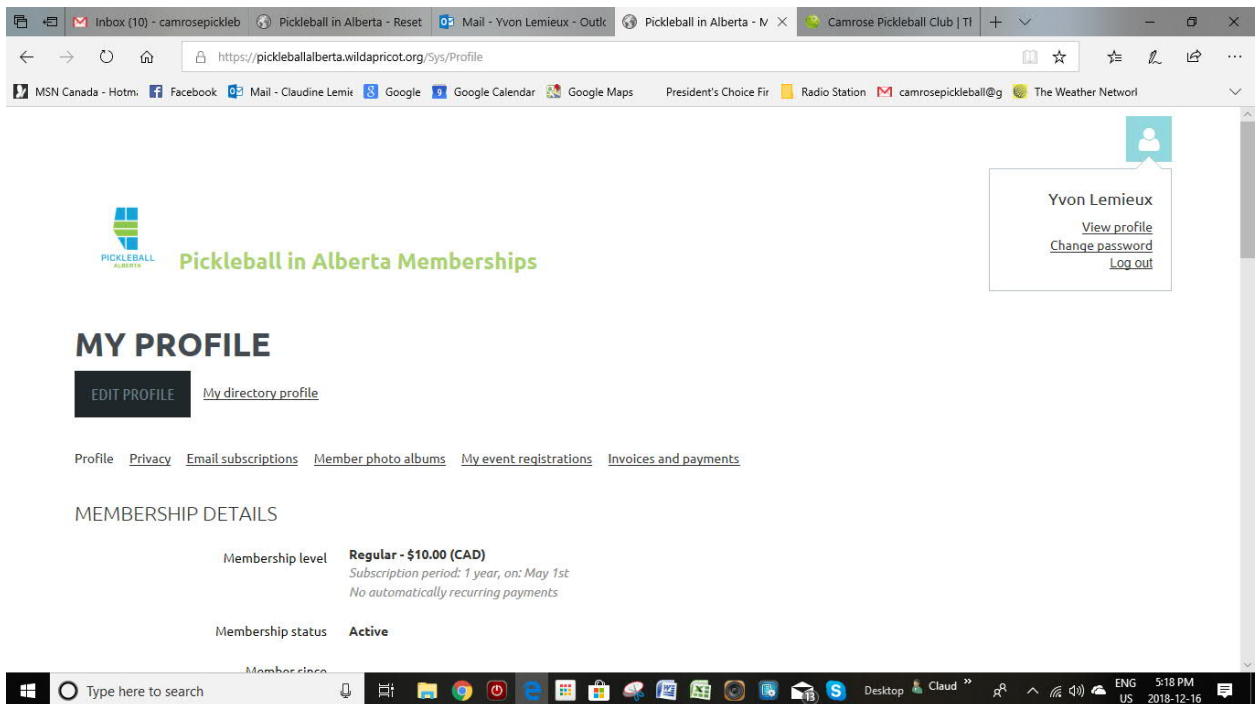 Inbox (10) - camrosepickleb
Pickleball in Alberta - Reset
Mail - Yvon Lemieux - Outlo
Pickleball in Alberta - M
Camrose Pickleball Club | Th
https://pickleballalberta.wildapricot.org/Sys/Profile
MSN Canada - Hotm
Facebook
Mail - Claudine Lemie
Google
Google Calendar
Google Maps
President's Choice Fir
Radio Station
camrosepickleball@g
The Weather Networl
Yvon Lemieux
View profile
Change password
Log out
PICKLEBALL
ALBERTA
Pickleball in Alberta Memberships
MY PROFILE
EDIT PROFILE
My directory profile
Profile Privacy Email subscriptions Member photo albums My event registrations Invoices and payments
MEMBERSHIP DETAILS
Membership level Regular - $10.00 (CAD)
Subscription period: 1 year, on: May 1st
No automatically recurring payments
Membership status Active
Member since
Type here to search
13
Desktop
Claud
ENG
US
5:18 PM
2018-12-16